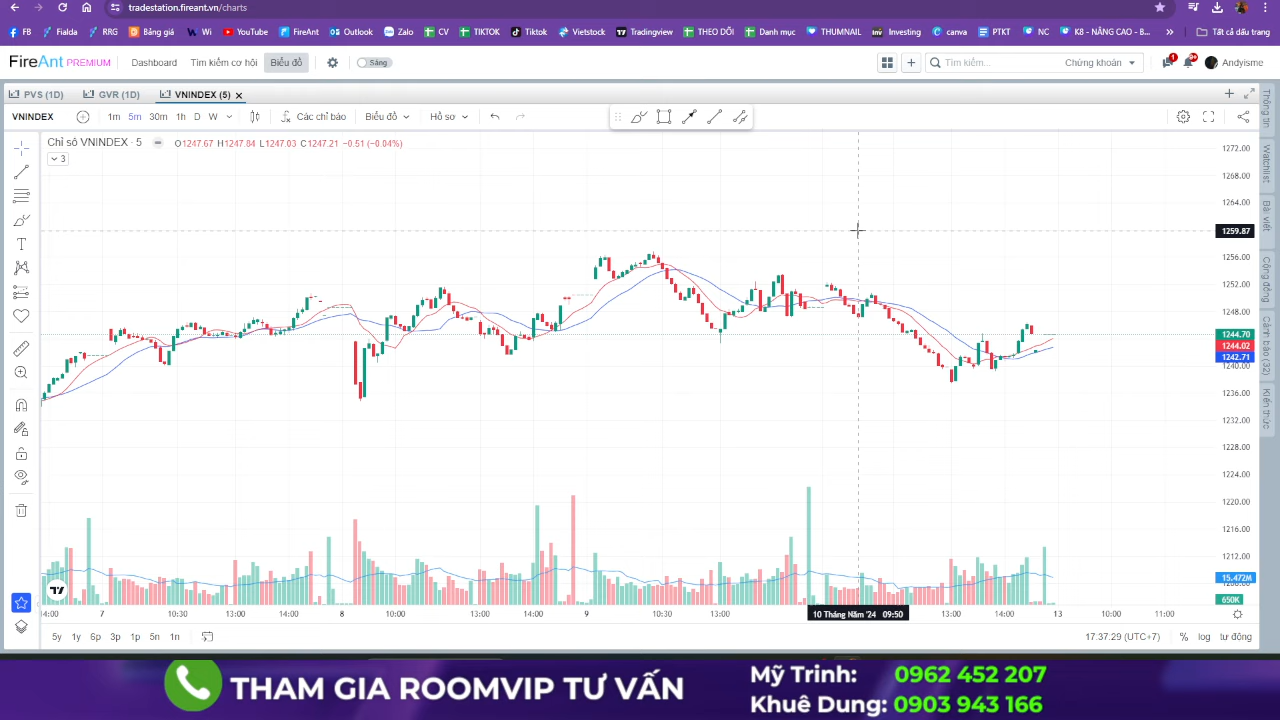 tradestation.fireant.vn/charts
FB Fialda RRG Bảng giá Wi YouTube FireAnt Outlook Zalo CV TIKTOK Tiktok Vietstock Tradingview THEO DÕI Danh mục THUMNAIL Investing canva PTKT NC K8 - NÂNG CAO - B... » Tất cả dấu trang
FireAnt PREMIUM Dashboard Tìm kiếm cơ hội Biểu đồ Sáng + Tìm kiếm... Chứng khoán 1 9+ Andyisme
PVS (1D) GVR (1D) VNINDEX (5)
VNINDEX 1m 5m 30m 1h D W Các chỉ báo Biểu đồ Hồ sơ
Chỉ số VNINDEX · 5 O1247.67 H1247.84 L1247.03 C1247.21 −0.51 (−0.04%)
3
1272.00
1268.00
1264.00
1259.87
1256.00
1252.00
1248.00
1244.70
1244.02
1242.71
1240.00
1236.00
1232.00
1228.00
1224.00
1220.00
1216.00
1212.00
15.472M
650K
Thông tin
Watchlist
Bài viết
Cộng đồng
Cảnh báo (32)
Kiến thức
14:00 7 10:30 13:00 14:00 8 10:00 13:00 14:00 9 10:30 13:00 10 Tháng Năm '24 09:50 13:00 14:00 13 10:00 11:00
5y 1y 6p 3p 1p 5n 1n 17.37.29 (UTC+7) % log tự động
THAM GIA ROOMVIP TƯ VẤN
Mỹ Trinh: 0962 452 207
Khuê Dung: 0903 943 166